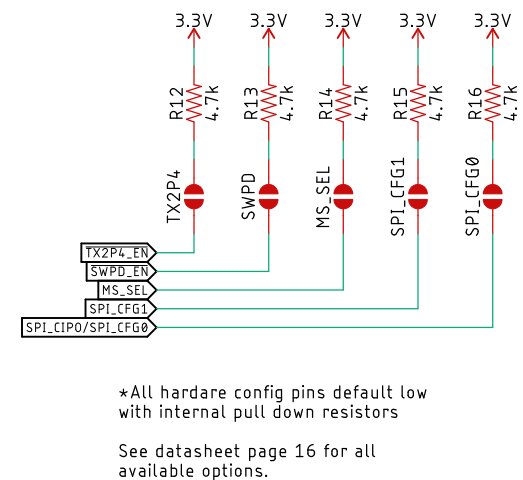 3.3V 3.3V 3.3V 3.3V 3.3V
R12 4.7k R13 4.7k R14 4.7k R15 4.7k R16 4.7k
TX2P4 SWPD MS_SEL SPI_CFG1 SPI_CFG0
TX2P4_EN
SWPD_EN
MS_SEL
SPI_CFG1
SPI_CIPO/SPI_CFG0
*All hardare config pins default low
with internal pull down resistors
See datasheet page 16 for all
available options.